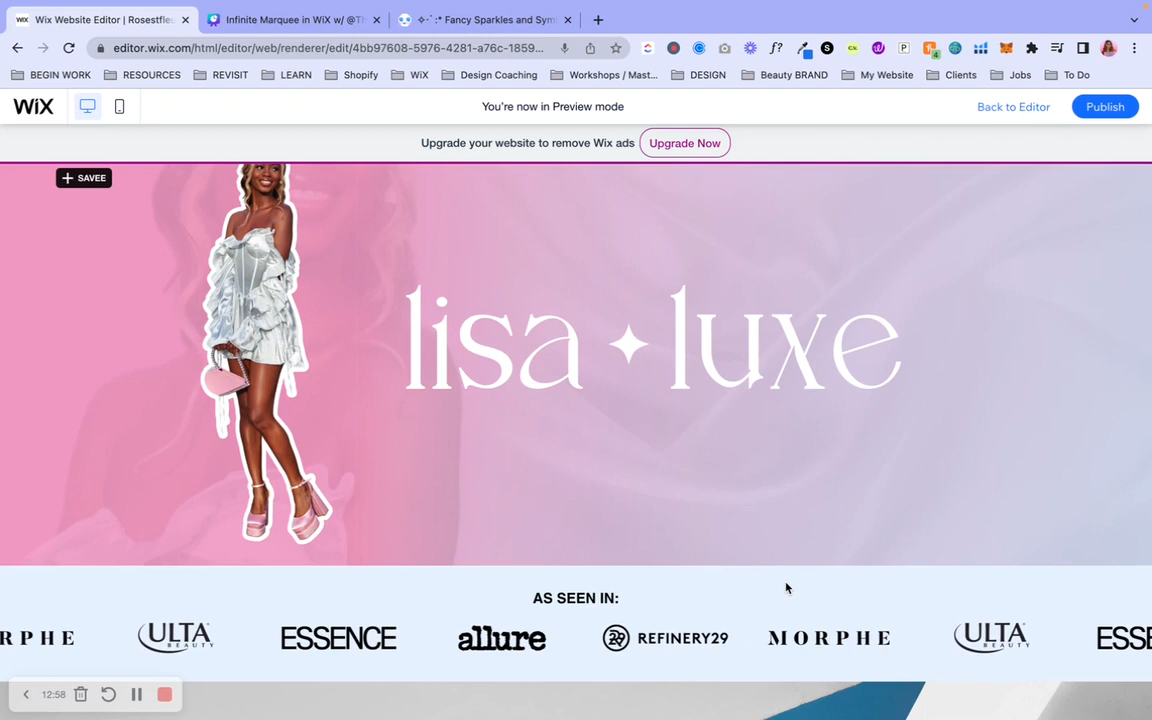 Wix Website Editor | Rosestfle
Infinite Marquee in WiX w/ @Th
✧･ﾟ:* Fancy Sparkles and Sym
editor.wix.com/html/editor/web/renderer/edit/4bb97608-5976-4281-a76c-1859...
BEGIN WORK RESOURCES REVISIT LEARN Shopify WiX Design Coaching Workshops / Mast... DESIGN Beauty BRAND My Website Clients Jobs To Do
WiX
You're now in Preview mode
Back to Editor
Publish
Upgrade your website to remove Wix ads
Upgrade Now
+ SAVEE
lisa ✦ luxe
AS SEEN IN:
RPHE ULTA BEAUTY ESSENCE allure R29 REFINERY29 MORPHE ULTA BEAUTY ESSE
12:58